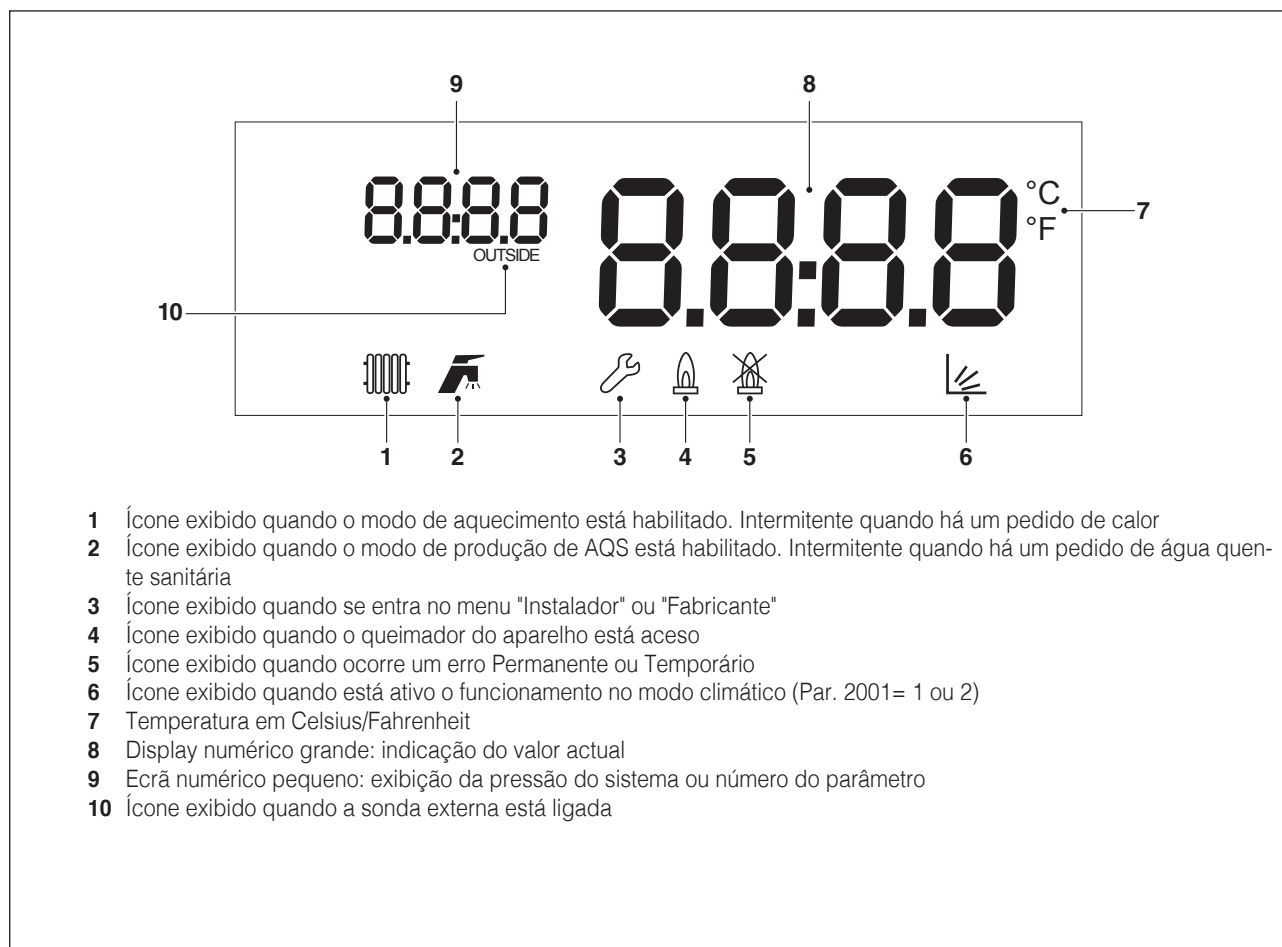 9
8
8.8:8.8
8.8:8.8
°C
°F
7
OUTSIDE
10
1
2
3
4
5
6
1 Ícone exibido quando o modo de aquecimento está habilitado. Intermitente quando há um pedido de calor
2 Ícone exibido quando o modo de produção de AQS está habilitado. Intermitente quando há um pedido de água quen-
te sanitária
3 Ícone exibido quando se entra no menu "Instalador" ou "Fabricante"
4 Ícone exibido quando o queimador do aparelho está aceso
5 Ícone exibido quando ocorre um erro Permanente ou Temporário
6 Ícone exibido quando está ativo o funcionamento no modo climático (Par. 2001= 1 ou 2)
7 Temperatura em Celsius/Fahrenheit
8 Display numérico grande: indicação do valor actual
9 Ecrã numérico pequeno: exibição da pressão do sistema ou número do parâmetro
10 Ícone exibido quando a sonda externa está ligada